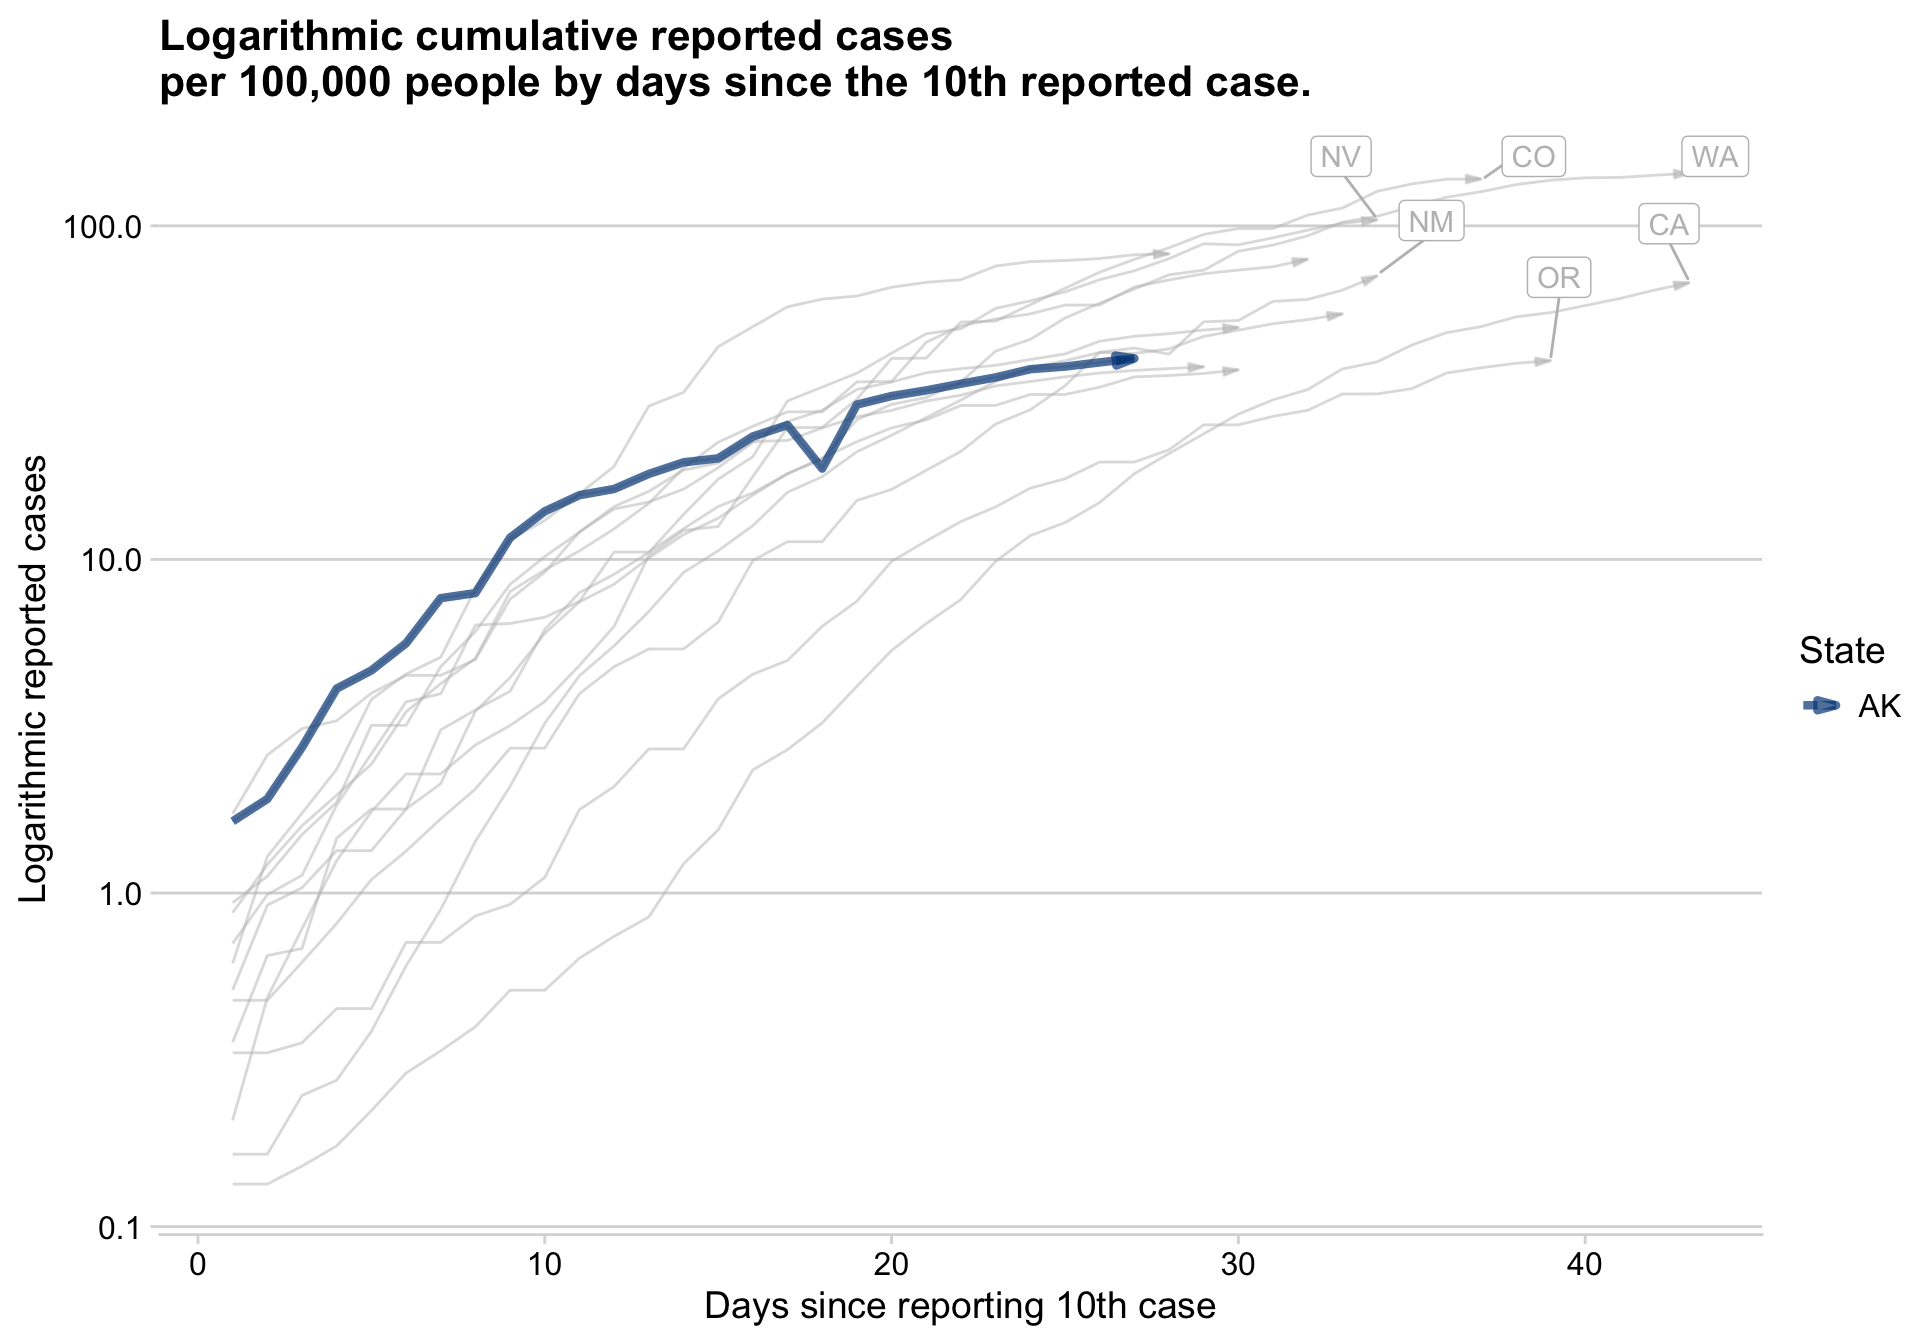 Logarithmic cumulative reported cases
per 100,000 people by days since the 10th reported case.
NV
CO
WA
NM
CA
OR
100.0
10.0
1.0
0.1
Logarithmic reported cases
0
10
20
30
40
Days since reporting 10th case
State
AK